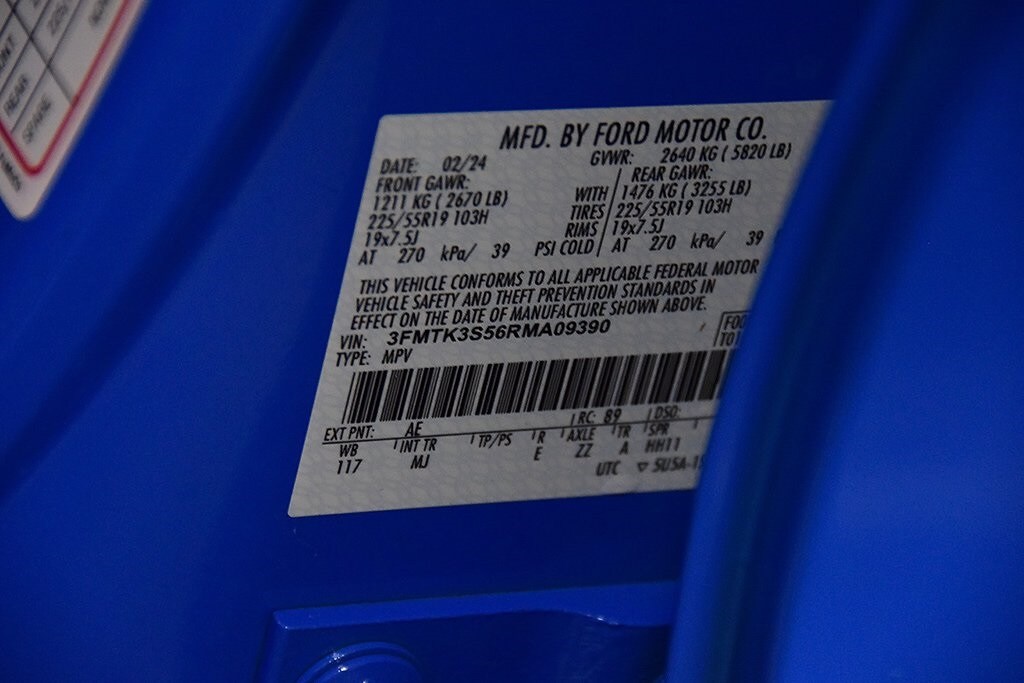 REAR
SPARE
MFD. BY FORD MOTOR CO.
DATE: 02/24 GVWR: 2640 KG ( 5820 LB)
FRONT GAWR: REAR GAWR:
1211 KG ( 2670 LB) WITH 1476 KG ( 3255 LB)
225/55R19 103H TIRES 225/55R19 103H
19x7.5J RIMS 19x7.5J
AT 270 kPa/ 39 PSI COLD AT 270 kPa/ 39
THIS VEHICLE CONFORMS TO ALL APPLICABLE FEDERAL MOTOR
VEHICLE SAFETY AND THEFT PREVENTION STANDARDS IN
EFFECT ON THE DATE OF MANUFACTURE SHOWN ABOVE.
VIN: 3FMTK3S56RMA09390
TYPE: MPV
EXT PNT: AE RC: 89 DSO:
WB INT TR TP/PS R AXLE TR SPR
117 MJ E ZZ A HH11
UTC